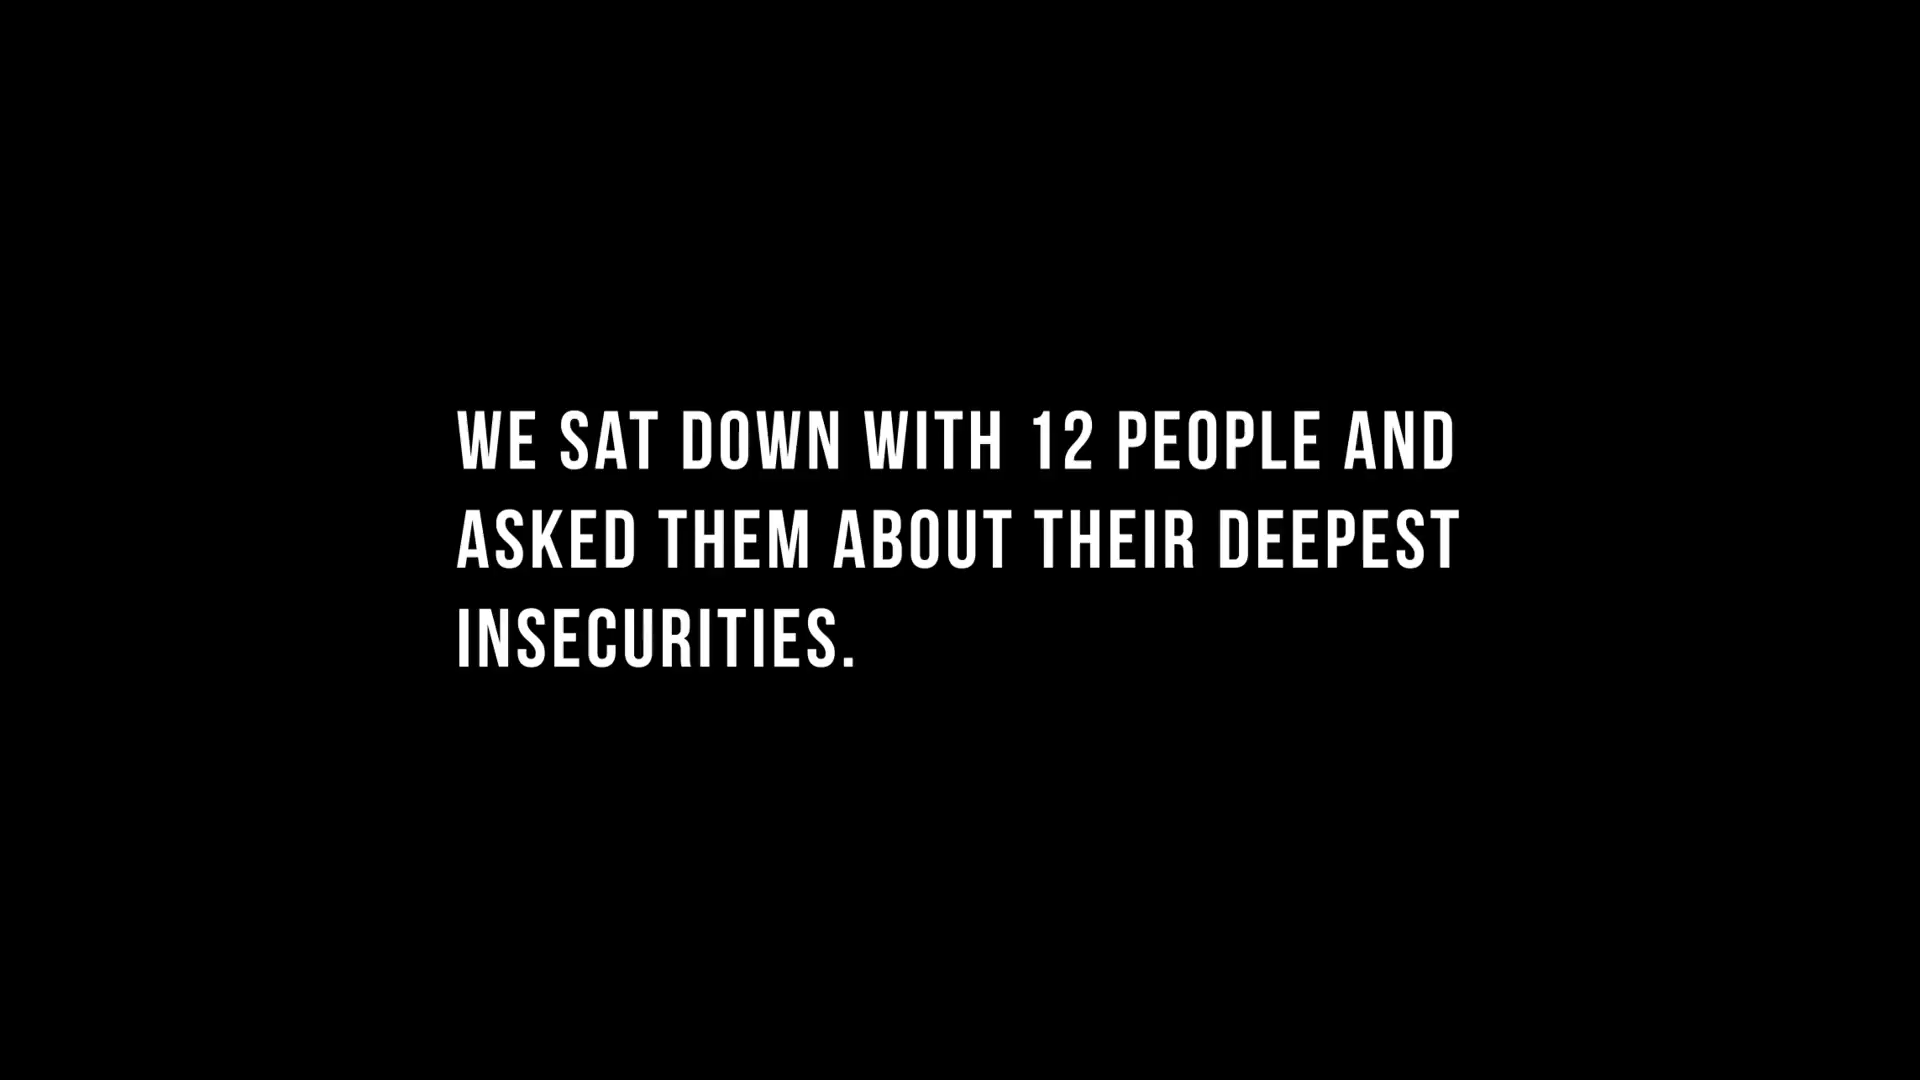 WE SAT DOWN WITH 12 PEOPLE AND
ASKED THEM ABOUT THEIR DEEPEST
INSECURITIES.